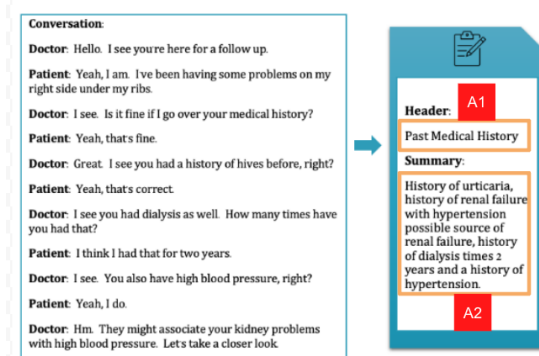 Conversation:
Doctor: Hello. I see you're here for a follow up.
Patient: Yeah, I am. I've been having some problems on my
right side under my ribs.
Doctor: I see. Is it fine if I go over your medical history?
Patient: Yeah, that's fine.
Doctor: Great. I see you had a history of hives before, right?
Patient: Yeah, that's correct.
Doctor: I see you had dialysis as well. How many times have
you had that?
Patient: I think I had that for two years.
Doctor: I see. You also have high blood pressure, right?
Patient: Yeah, I do.
Doctor: Hm. They might associate your kidney problems
with high blood pressure. Let's take a closer look.
A1
Header:
Past Medical History
Summary:
History of urticaria,
history of renal failure
with hypertension
possible source of
renal failure, history
of dialysis times 2
years and a history of
hypertension.
A2